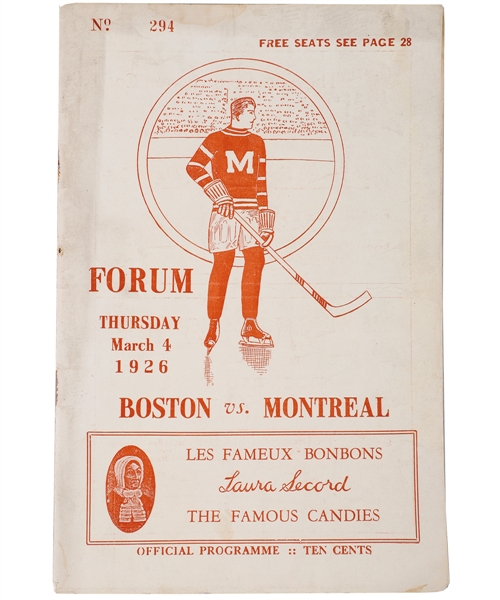 Nº 294
FREE SEATS SEE PAGE 28
M
FORUM
THURSDAY
March 4
1926
BOSTON vs. MONTREAL
LES FAMEUX BONBONS
Laura Secord
THE FAMOUS CANDIES
OFFICIAL PROGRAMME :: TEN CENTS